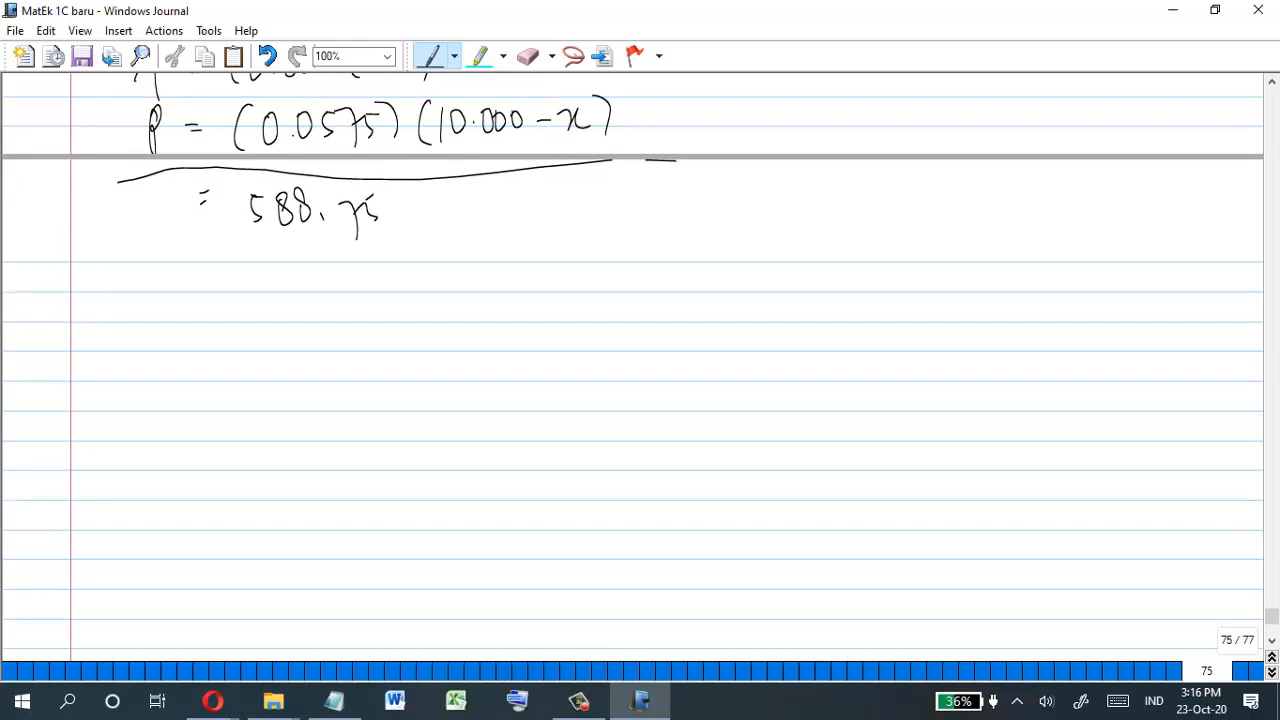 MatEk 1C baru - Windows Journal
File Edit View Insert Actions Tools Help
100%
P = (0.0575) (10.000 - x)
= 588.75
75 / 77
75
36%
IND
3:16 PM
23-Oct-20